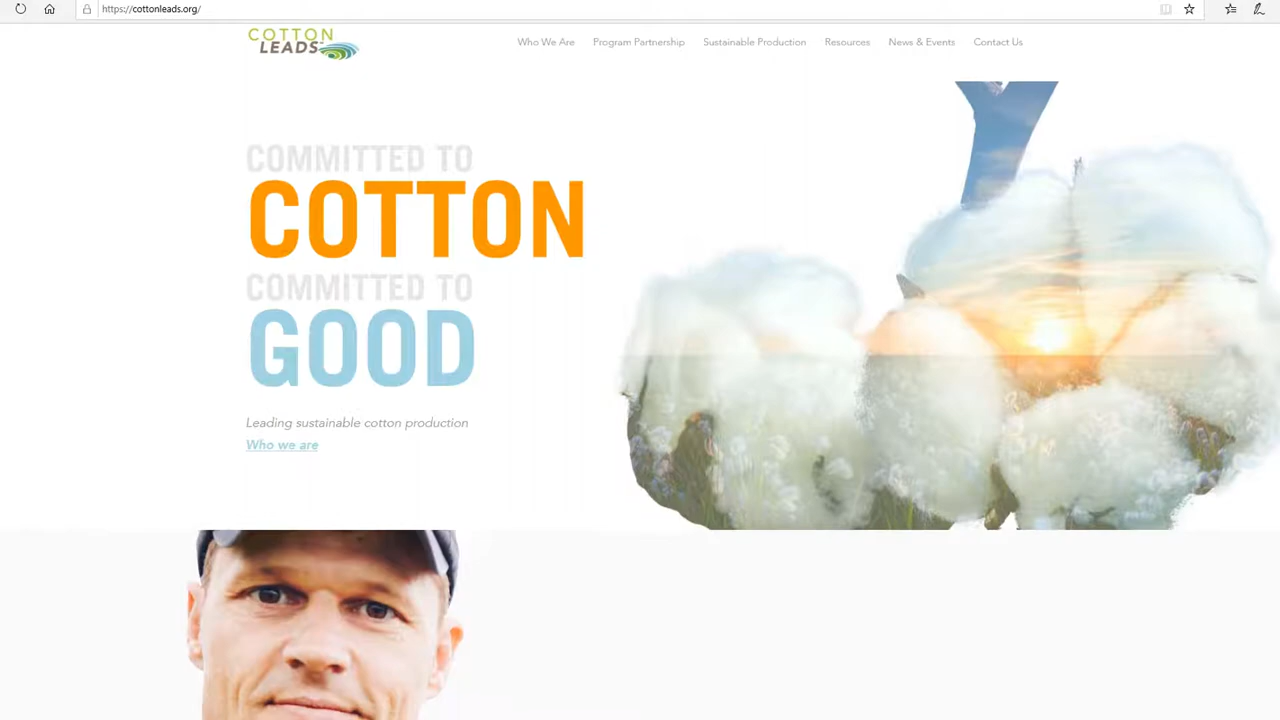 https://cottonleads.org/
COTTON
LEADS™
Who We Are Program Partnership Sustainable Production Resources News & Events Contact Us
COMMITTED TO
COTTON
COMMITTED TO
GOOD
Leading sustainable cotton production
Who we are